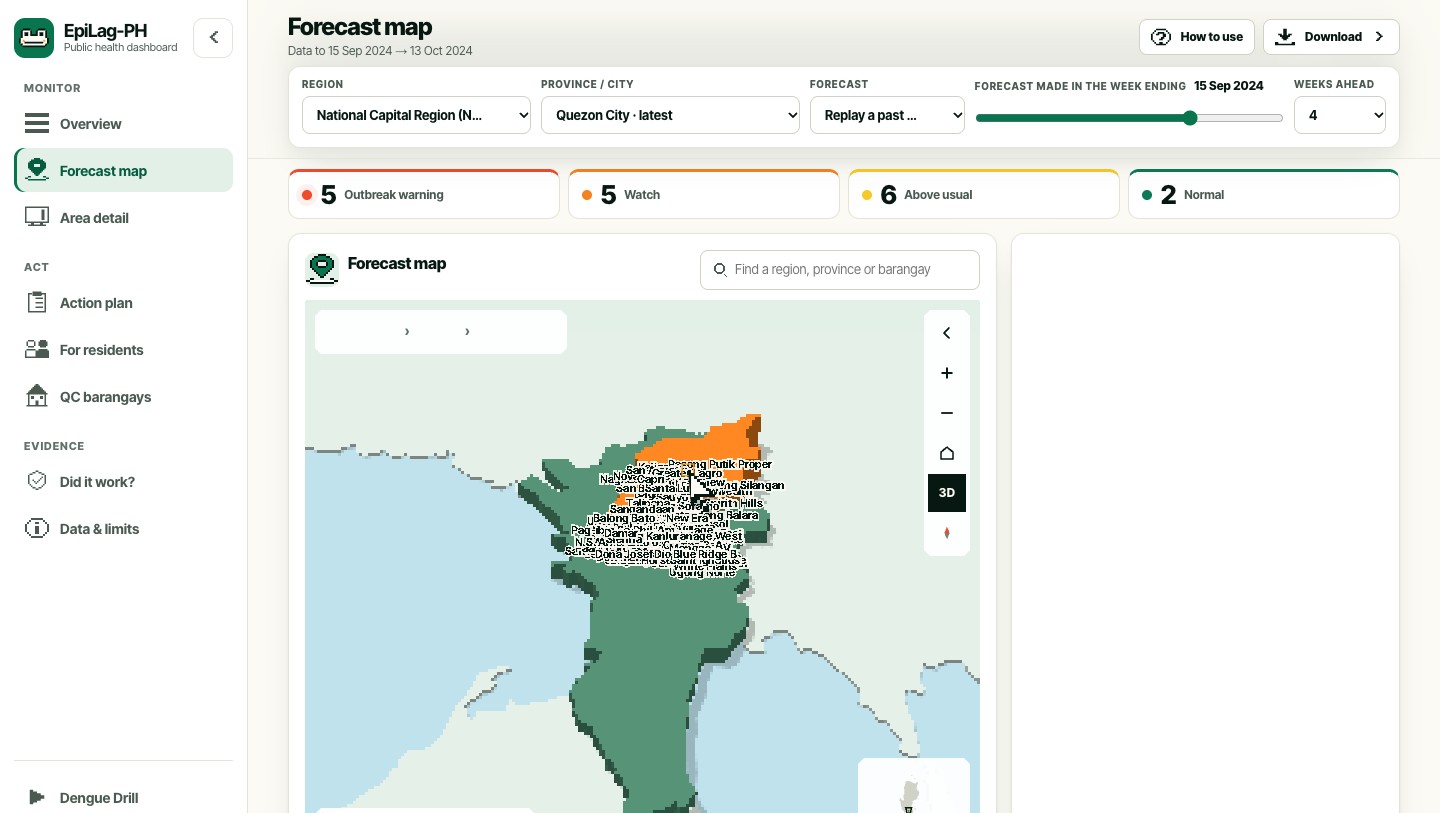 EpiLag-PH
Public health dashboard
MONITOR
Overview
Forecast map
Area detail
ACT
Action plan
For residents
QC barangays
EVIDENCE
Did it work?
Data & limits
Dengue Drill
Forecast map
Data to 15 Sep 2024 → 13 Oct 2024
How to use
Download
REGION
National Capital Region (N...
PROVINCE / CITY
Quezon City · latest
FORECAST
Replay a past ...
FORECAST MADE IN THE WEEK ENDING 15 Sep 2024
WEEKS AHEAD
4
5 Outbreak warning
5 Watch
6 Above usual
2 Normal
Forecast map
Find a region, province or barangay
3D
Pasong Putik Proper
Lagro
Silangan
Hills
Sangandaan
Balara
Balong Bato
New Era
Damar
West
Blue Ridge B
Ugong Norte